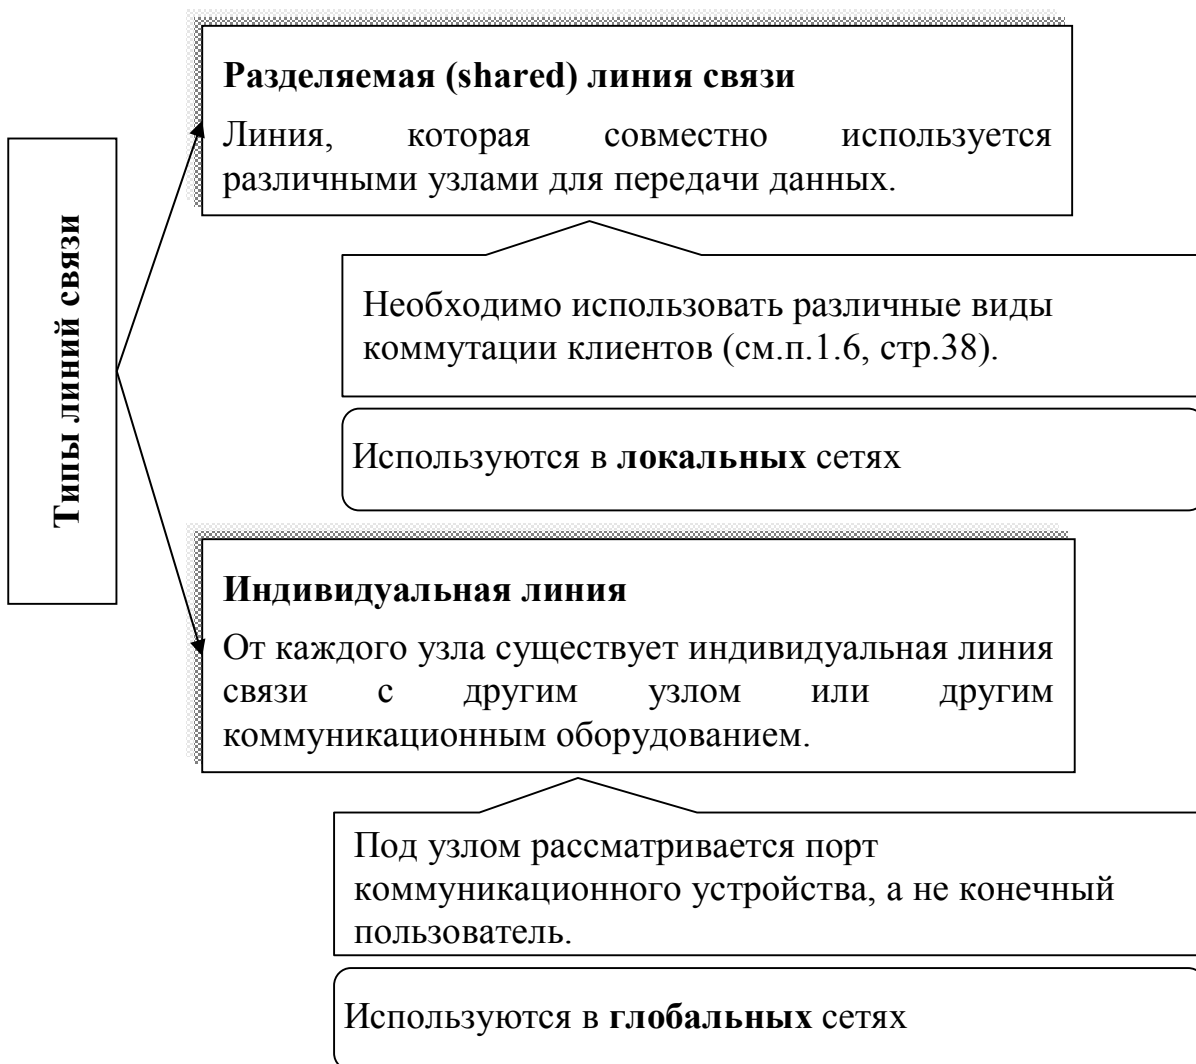 Типы линий связи
Разделяемая (shared) линия связи
Линия, которая совместно используется
различными узлами для передачи данных.
Необходимо использовать различные виды
коммутации клиентов (см.п.1.6, стр.38).
Используются в локальных сетях
Индивидуальная линия
От каждого узла существует индивидуальная линия
связи с другим узлом или другим
коммуникационным оборудованием.
Под узлом рассматривается порт
коммуникационного устройства, а не конечный
пользователь.
Используются в глобальных сетях